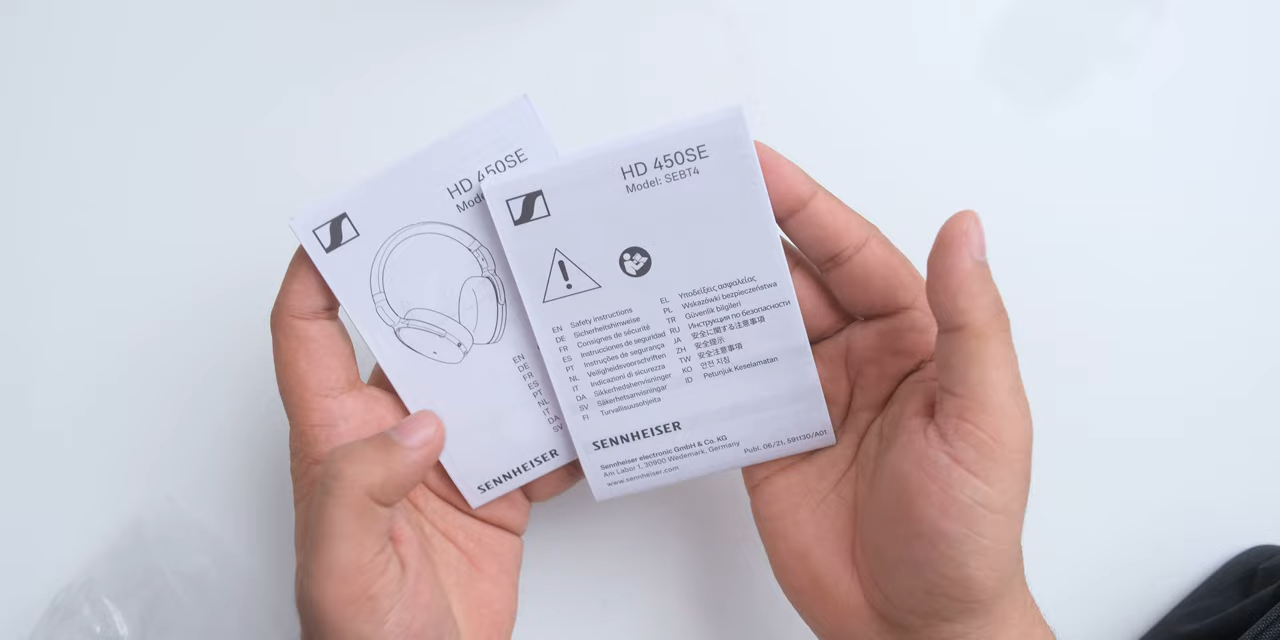 HD 450SE
EN
DE
FR
ES
PT
NL
IT
DA
SV
SENNHEISER
HD 450SE
Model: SEBT4
EN Safety instructions
DE Sicherheitshinweise
FR Consignes de sécurité
ES Instrucciones de seguridad
PT Instruções de segurança
NL Veiligheidsvoorschriften
IT Indicazioni di sicurezza
DA Sikkerhedshenvisninger
SV Säkerhetsanvisningar
FI Turvallisuusohjeita
EL Υποδείξεις ασφαλείας
PL Wskazówki bezpieczeństwa
TR Güvenlik bilgileri
RU Инструкция по безопасности
JA 安全に関する注意事項
ZH 安全提示
TW 安全注意事項
KO 안전 지침
ID Petunjuk Keselamatan
SENNHEISER
Sennheiser electronic GmbH & Co. KG
Am Labor 1, 30900 Wedemark, Germany
www.sennheiser.com
Publ. 06/21, 591130/A01